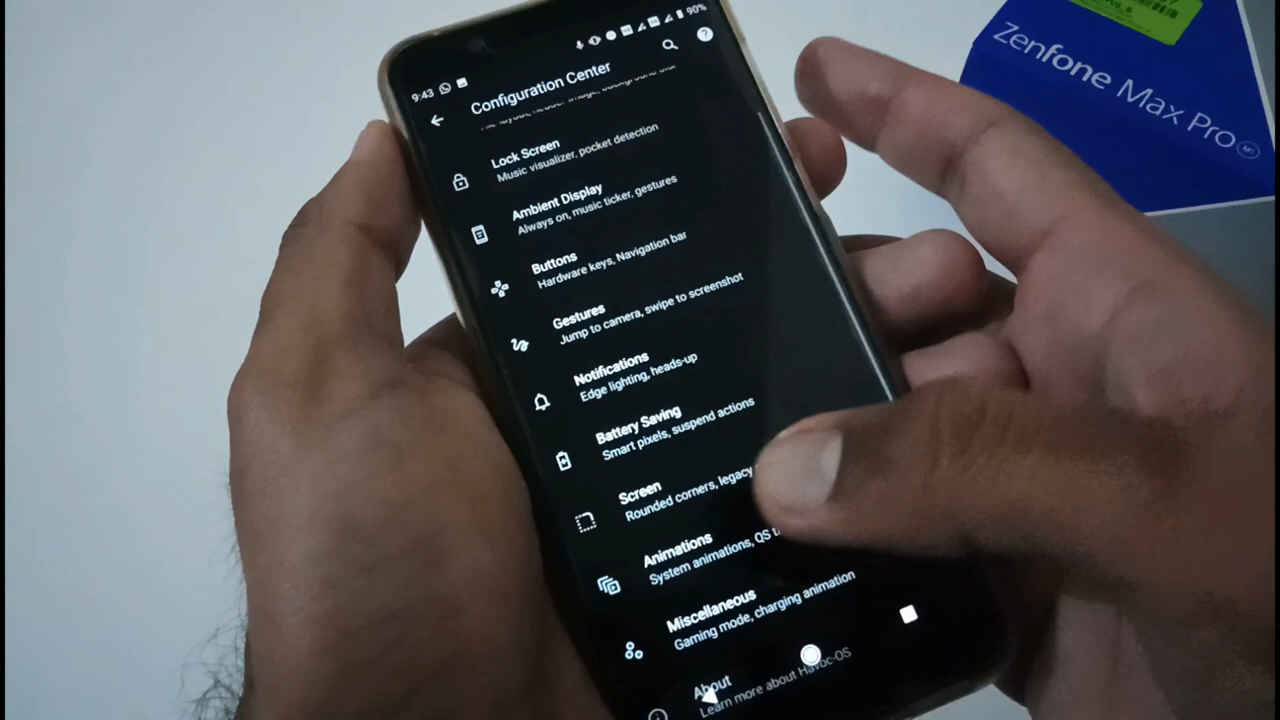 9:43
90%
Configuration Center
Lock Screen
Music visualizer, pocket detection
Ambient Display
Always on, music ticker, gestures
Buttons
Hardware keys, Navigation bar
Gestures
Jump to camera, swipe to screenshot
Notifications
Edge lighting, heads-up
Battery Saving
Smart pixels, suspend actions
Screen
Rounded corners, legacy
Animations
System animations, QS
Miscellaneous
Gaming mode, charging animation
About
Learn more about Havoc-OS
Zenfone Max Pro
M1